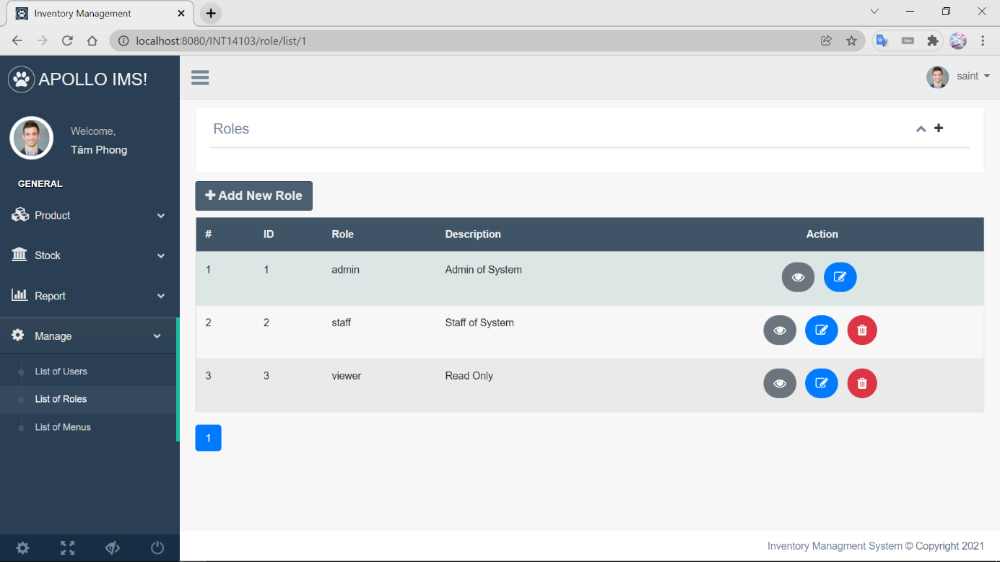 Inventory Management
localhost:8080/INT14103/role/list/1
APOLLO IMS!
saint
Welcome,
Tâm Phong
Roles
GENERAL
Product
Stock
Report
Manage
List of Users
List of Roles
List of Menus
Add New Role
# ID Role Description Action
1 1 admin Admin of System
2 2 staff Staff of System
3 3 viewer Read Only
1
Inventory Managment System © Copyright 2021